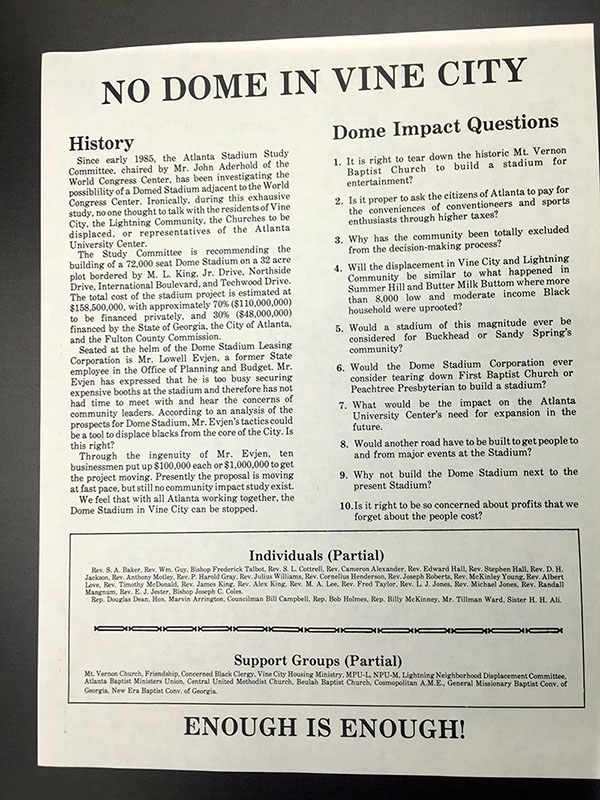 NO DOME IN VINE CITY
History
Since early 1985, the Atlanta Stadium Study
Committee, chaired by Mr. John Aderhold of the
World Congress Center, has been investigating the
possiblility of a Domed Stadium adjacent to the World
Congress Center. Ironically, during this exhausive
study, no one thought to talk with the residents of Vine
City, the Lightning Community, the Churches to be
displaced, or representatives of the Atlanta
University Center.
The Study Committee is recommending the
building of a 72,000 seat Dome Stadium on a 32 acre
plot bordered by M. L. King, Jr. Drive, Northside
Drive, International Boulevard, and Techwood Drive.
The total cost of the stadium project is estimated at
$158,500,000, with approximately 70% ($110,000,000)
to be financed privately, and 30% ($48,000,000)
financed by the State of Georgia, the City of Atlanta,
and the Fulton County Commission.
Seated at the helm of the Dome Stadium Leasing
Corporation is Mr. Lowell Evjen, a former State
employee in the Office of Planning and Budget. Mr.
Evjen has expressed that he is too busy securing
expensive booths at the stadium and therefore has not
had time to meet with and hear the concerns of
community leaders. According to an analysis of the
prospects for Dome Stadium, Mr. Evjen's tactics could
be a tool to displace blacks from the core of the City. Is
this right?
Through the ingenuity of Mr. Evjen, ten
businessmen put up $100,000 each or $1,000,000 to get
the project moving. Presently the proposal is moving
at fast pace, but still no community impact study exist.
We feel that with all Atlanta working together, the
Dome Stadium in Vine City can be stopped.
Dome Impact Questions
1. It is right to tear down the historic Mt. Vernon
Baptist Church to build a stadium for
entertainment?
2. Is it proper to ask the citizens of Atlanta to pay for
the conveniences of conventioneers and sports
enthusiasts through higher taxes?
3. Why has the community been totally excluded
from the decision-making process?
4. Will the displacement in Vine City and Lightning
Community be similar to what happened in
Summer Hill and Butter Milk Buttom where more
than 8,000 low and moderate income Black
household were uprooted?
5. Would a stadium of this magnitude ever be
considered for Buckhead or Sandy Spring's
community?
6. Would the Dome Stadium Corporation ever
consider tearing down First Baptist Church or
Peachtree Presbyterian to build a stadium?
7. What would be the impact on the Atlanta
University Center's need for expansion in the
future.
8. Would another road have to be built to get people to
and from major events at the Stadium?
9. Why not build the Dome Stadium next to the
present Stadium?
10. Is it right to be so concerned about profits that we
forget about the people cost?
Individuals (Partial)
Rev. S. A. Baker, Rev. Wm. Guy, Bishop Frederick Talbot, Rev. S. L. Cottrell, Rev. Cameron Alexander, Rev. Edward Hall, Rev. Stephen Hall, Rev. D. H.
Jackson, Rev. Anthony Motley, Rev. P. Harold Gray, Rev. Julius Williams, Rev. Cornelius Henderson, Rev. Joseph Roberts, Rev. McKinley Young, Rev. Albert
Love, Rev. Timothy McDonald, Rev. James King, Rev. Alex King, Rev. M. A. Lee, Rev. Fred Taylor, Rev. L. J. Jones, Rev. Michael Jones, Rev. Randall
Mangnum, Rev. E. J. Jester, Bishop Joseph C. Coles.
Rep. Douglas Dean, Hon. Marvin Arrington, Councilman Bill Campbell, Rep. Bob Holmes, Rep. Billy McKinney, Mr. Tillman Ward, Sister H. H. Ali.
Support Groups (Partial)
Mt. Vernon Church, Friendship, Concerned Black Clergy, Vine City Housing Ministry, MPU-L, NPU-M, Lightning Neighborhood Displacement Committee,
Atlanta Baptist Ministers Union, Central United Methodist Church, Beulah Baptist Church, Cosmopolitan A.M.E., General Missionary Baptist Conv. of
Georgia, New Era Baptist Conv. of Georgia.
ENOUGH IS ENOUGH!